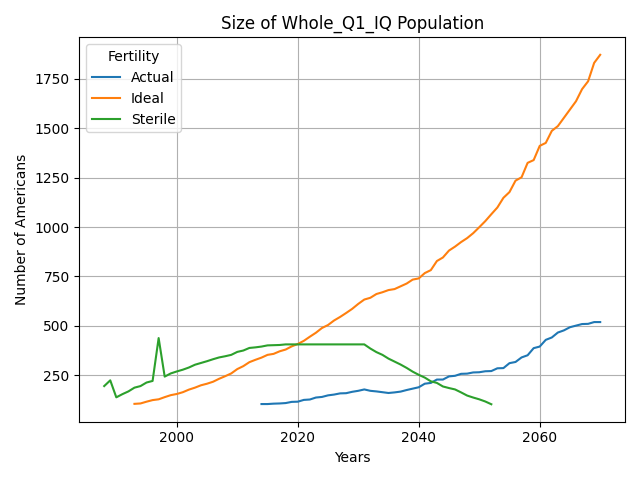 Size of Whole_Q1_IQ Population
Fertility
Actual
Ideal
Sterile
Number of Americans
1750
1500
1250
1000
750
500
250
2000
2020
2040
2060
Years